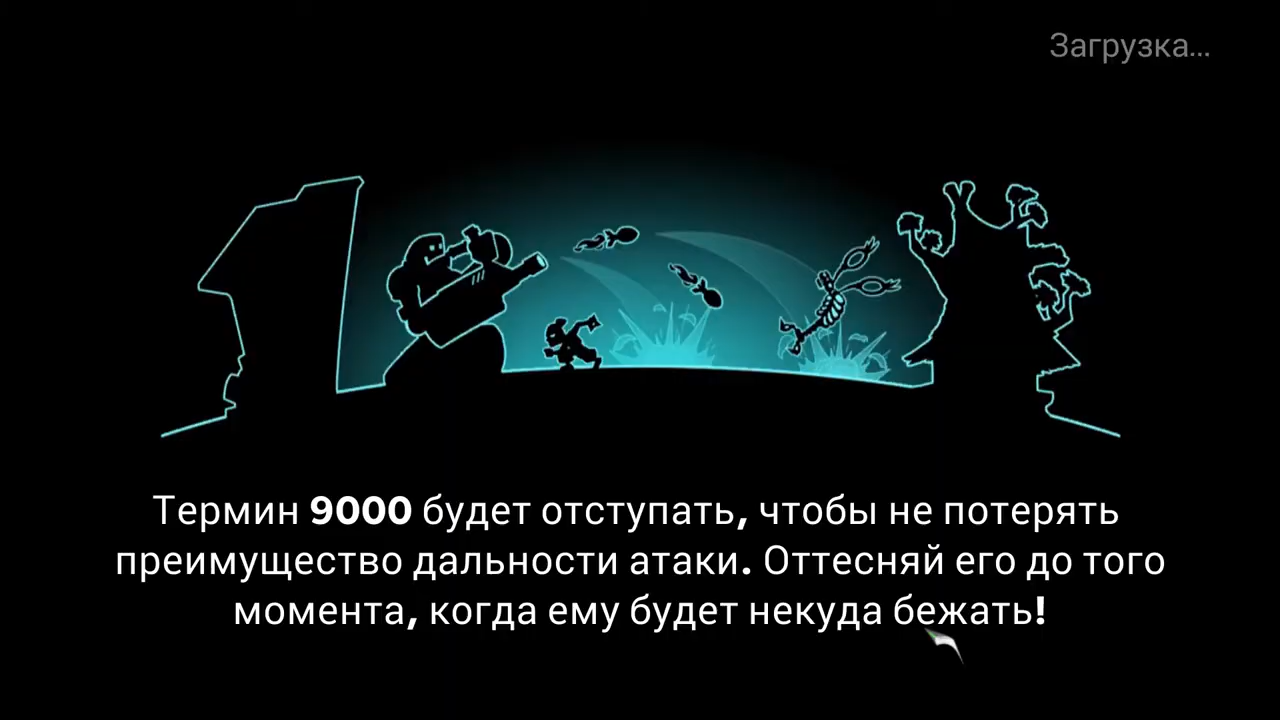 Загрузка...
Термин 9000 будет отступать, чтобы не потерять
преимущество дальности атаки. Оттесняй его до того
момента, когда ему будет некуда бежать!